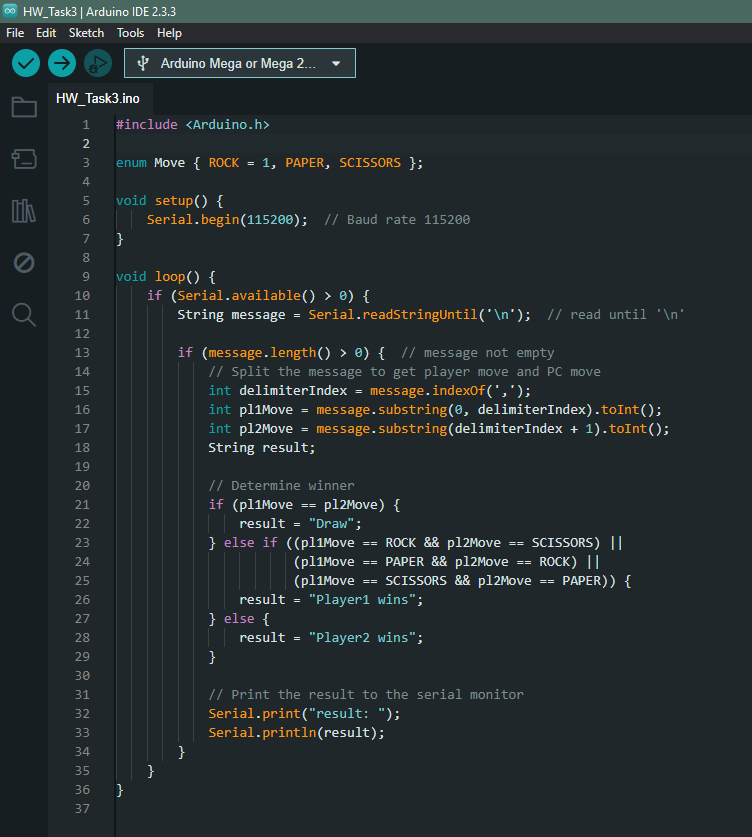 HW_Task3 | Arduino IDE 2.3.3
File Edit Sketch Tools Help
Arduino Mega or Mega 2...
HW_Task3.ino
1 #include <Arduino.h>
2
3 enum Move { ROCK = 1, PAPER, SCISSORS };
4
5 void setup() {
6 Serial.begin(115200); // Baud rate 115200
7 }
8
9 void loop() {
10 if (Serial.available() > 0) {
11 String message = Serial.readStringUntil('\n'); // read until '\n'
12
13 if (message.length() > 0) { // message not empty
14 // Split the message to get player move and PC move
15 int delimiterIndex = message.indexOf(',');
16 int pl1Move = message.substring(0, delimiterIndex).toInt();
17 int pl2Move = message.substring(delimiterIndex + 1).toInt();
18 String result;
19
20 // Determine winner
21 if (pl1Move == pl2Move) {
22 result = "Draw";
23 } else if ((pl1Move == ROCK && pl2Move == SCISSORS) ||
24 (pl1Move == PAPER && pl2Move == ROCK) ||
25 (pl1Move == SCISSORS && pl2Move == PAPER)) {
26 result = "Player1 wins";
27 } else {
28 result = "Player2 wins";
29 }
30
31 // Print the result to the serial monitor
32 Serial.print("result: ");
33 Serial.println(result);
34 }
35 }
36 }
37